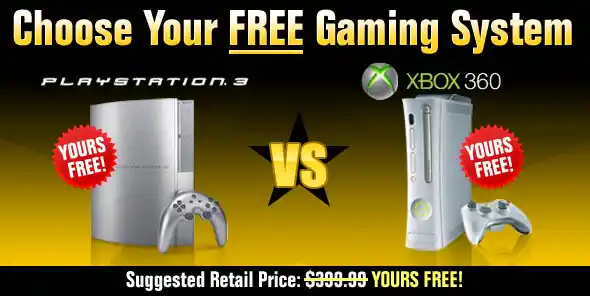 Choose Your FREE Gaming System
PLAYSTATION 3
XBOX 360
YOURS
FREE!
VS
YOURS
FREE!
Suggested Retail Price: $399.99 YOURS FREE!